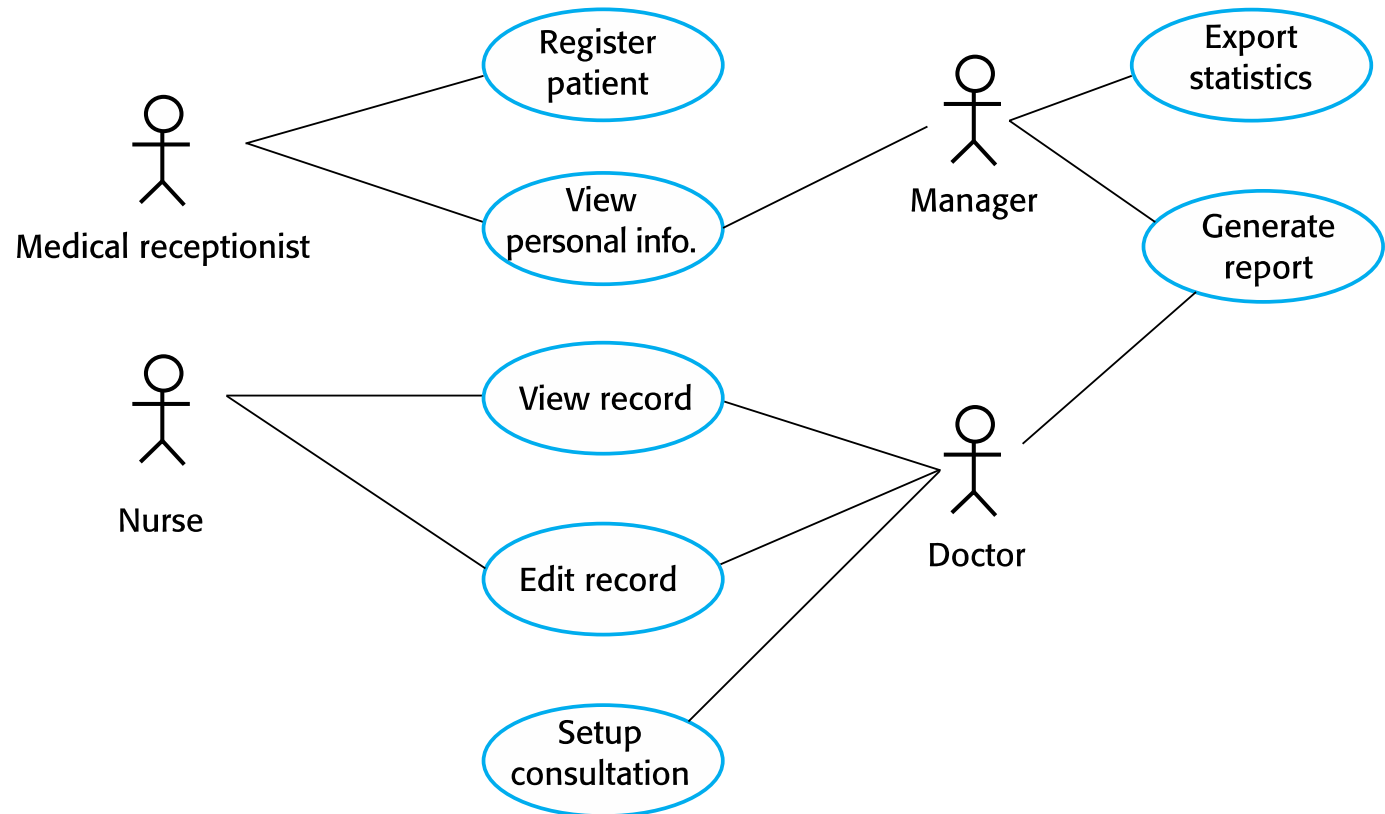 Register
patient
Export
statistics
Medical receptionist
View
personal info.
Manager
Generate
report
Nurse
View record
Edit record
Doctor
Setup
consultation